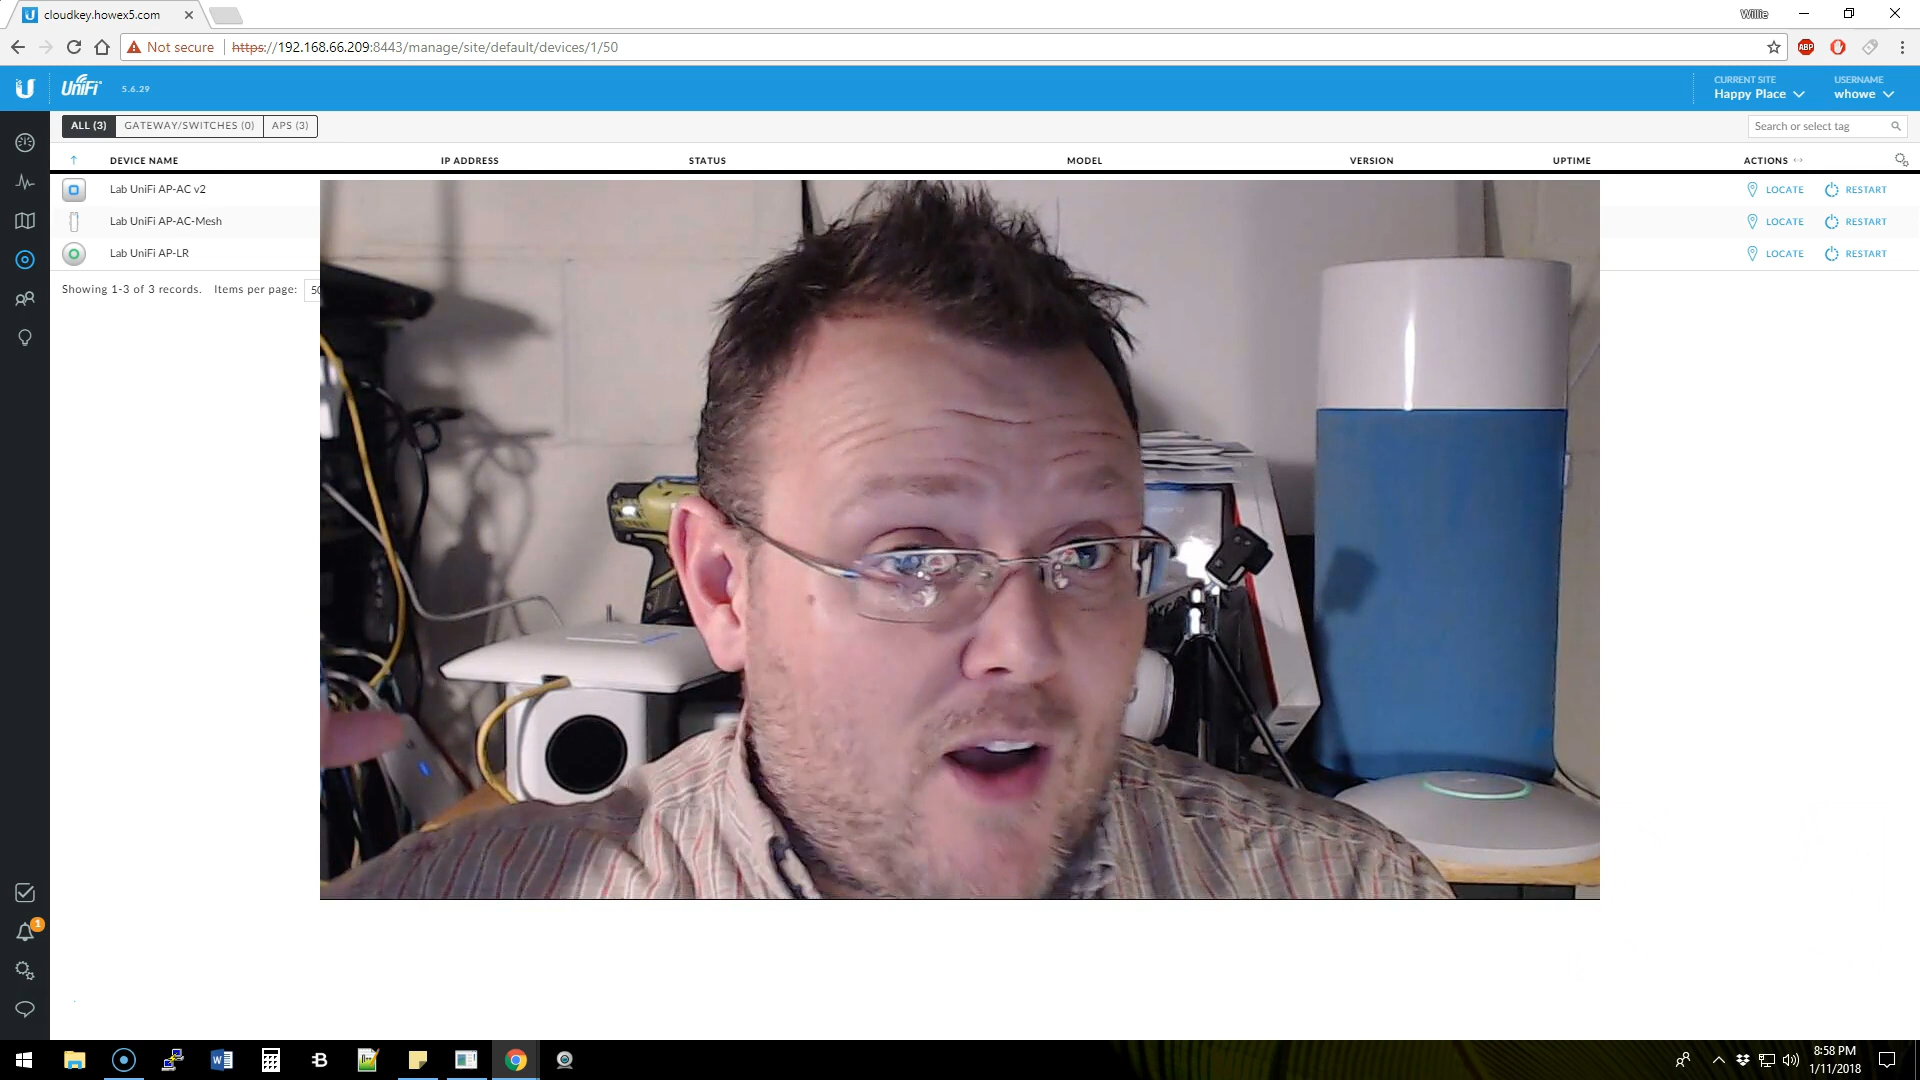 cloudkey.howex5.com
Willie
Not secure https://192.168.66.209:8443/manage/site/default/devices/1/50
ABP
U UniFi 5.6.29
CURRENT SITE
Happy Place
USERNAME
whowe
ALL (3) GATEWAY/SWITCHES (0) APS (3)
Search or select tag
DEVICE NAME IP ADDRESS STATUS MODEL VERSION UPTIME ACTIONS
Lab UniFi AP-AC v2 LOCATE RESTART
Lab UniFi AP-AC-Mesh LOCATE RESTART
Lab UniFi AP-LR LOCATE RESTART
Showing 1-3 of 3 records. Items per page: 50
1
8:58 PM
1/11/2018